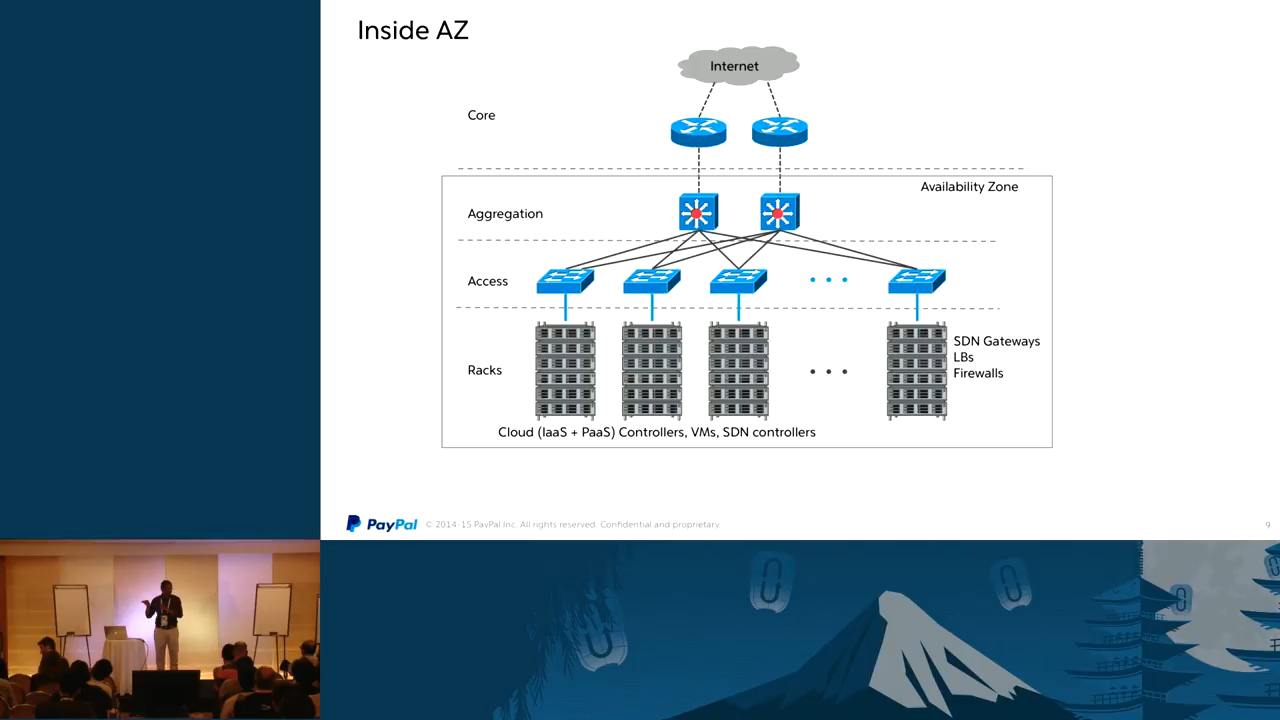 Inside AZ
Internet
Core
Availability Zone
Aggregation
Access
SDN Gateways
LBs
Firewalls
Racks
Cloud (IaaS + PaaS) Controllers, VMs, SDN controllers
PayPal © 2014-15 PayPal Inc. All rights reserved. Confidential and proprietary.
9